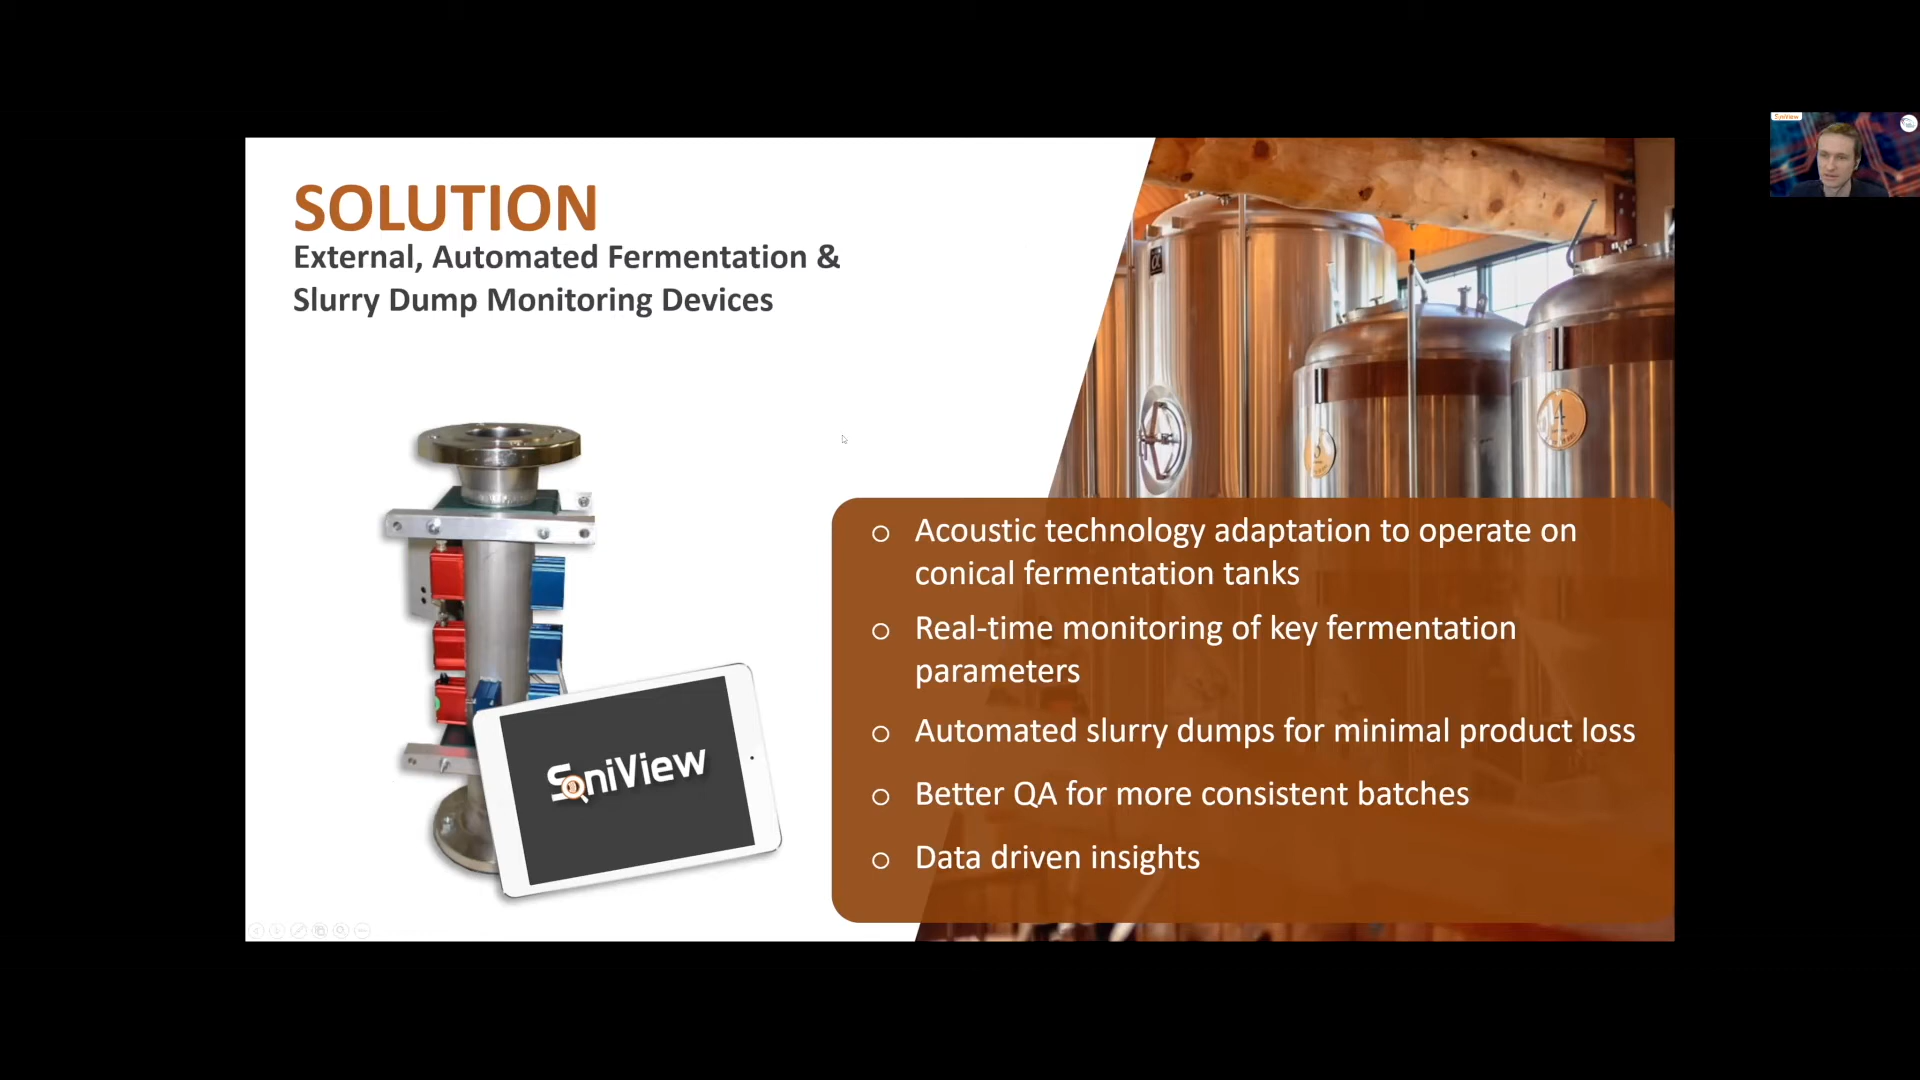 SOLUTION
External, Automated Fermentation &
Slurry Dump Monitoring Devices
SoniView
○ Acoustic technology adaptation to operate on
conical fermentation tanks
○ Real-time monitoring of key fermentation
parameters
○ Automated slurry dumps for minimal product loss
○ Better QA for more consistent batches
○ Data driven insights
4